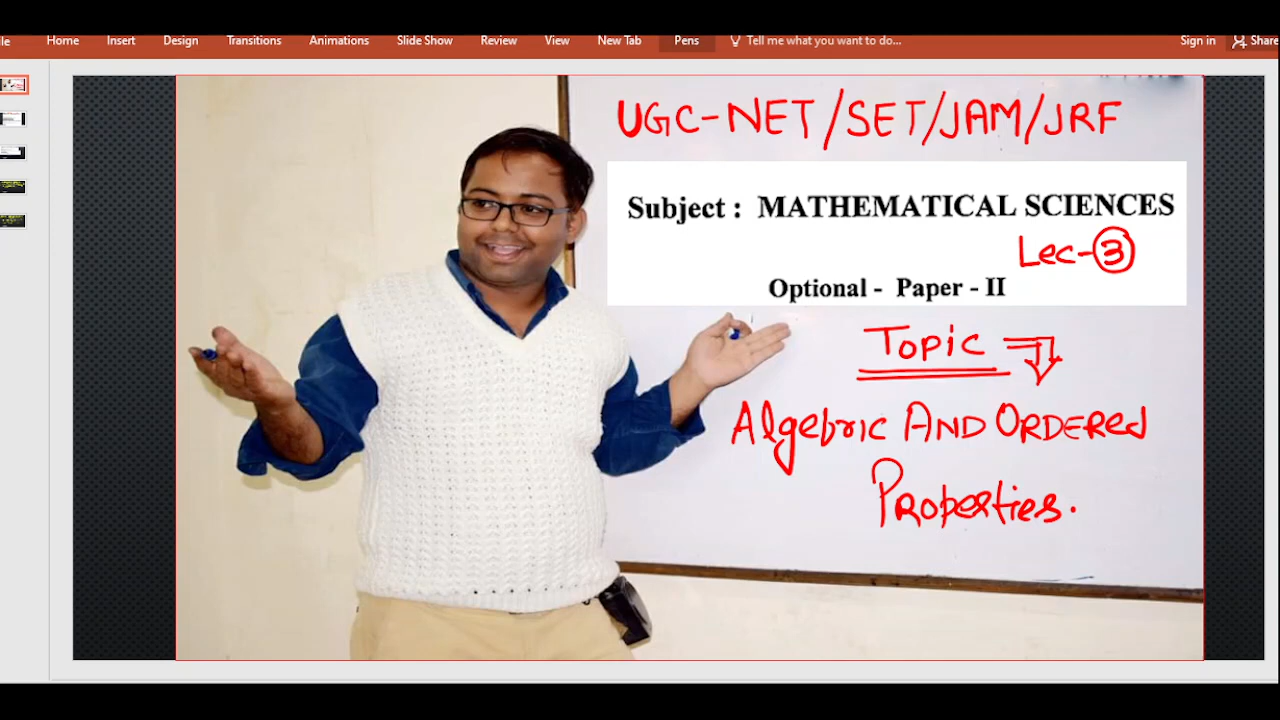 le Home Insert Design Transitions Animations Slide Show Review View New Tab Pens Tell me what you want to do... Sign in Share
UGC-NET/SET/JAM/JRF
Subject : MATHEMATICAL SCIENCES
Lec-3
Optional - Paper - II
Topic
Algebric AND ORDERed
Properties.